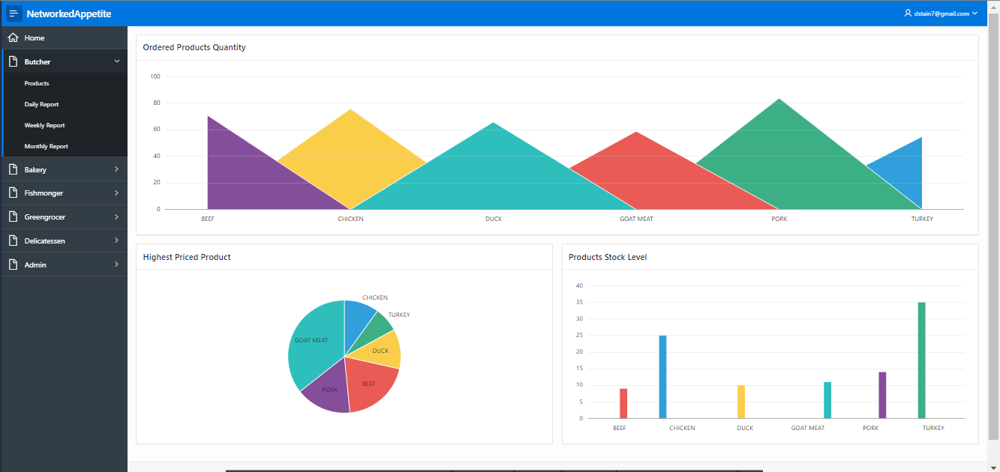 NetworkedAppetite
dstain7@gmail.com
Home
Butcher
Products
Daily Report
Weekly Report
Monthly Report
Bakery
Fishmonger
Greengrocer
Delicatessen
Admin
Ordered Products Quantity
100
80
60
40
20
0
BEEF CHICKEN DUCK GOAT MEAT PORK TURKEY
Highest Priced Product
CHICKEN
TURKEY
GOAT MEAT
DUCK
BEEF
PORK
Products Stock Level
40
35
30
25
20
15
10
5
0
BEEF CHICKEN DUCK GOAT MEAT PORK TURKEY